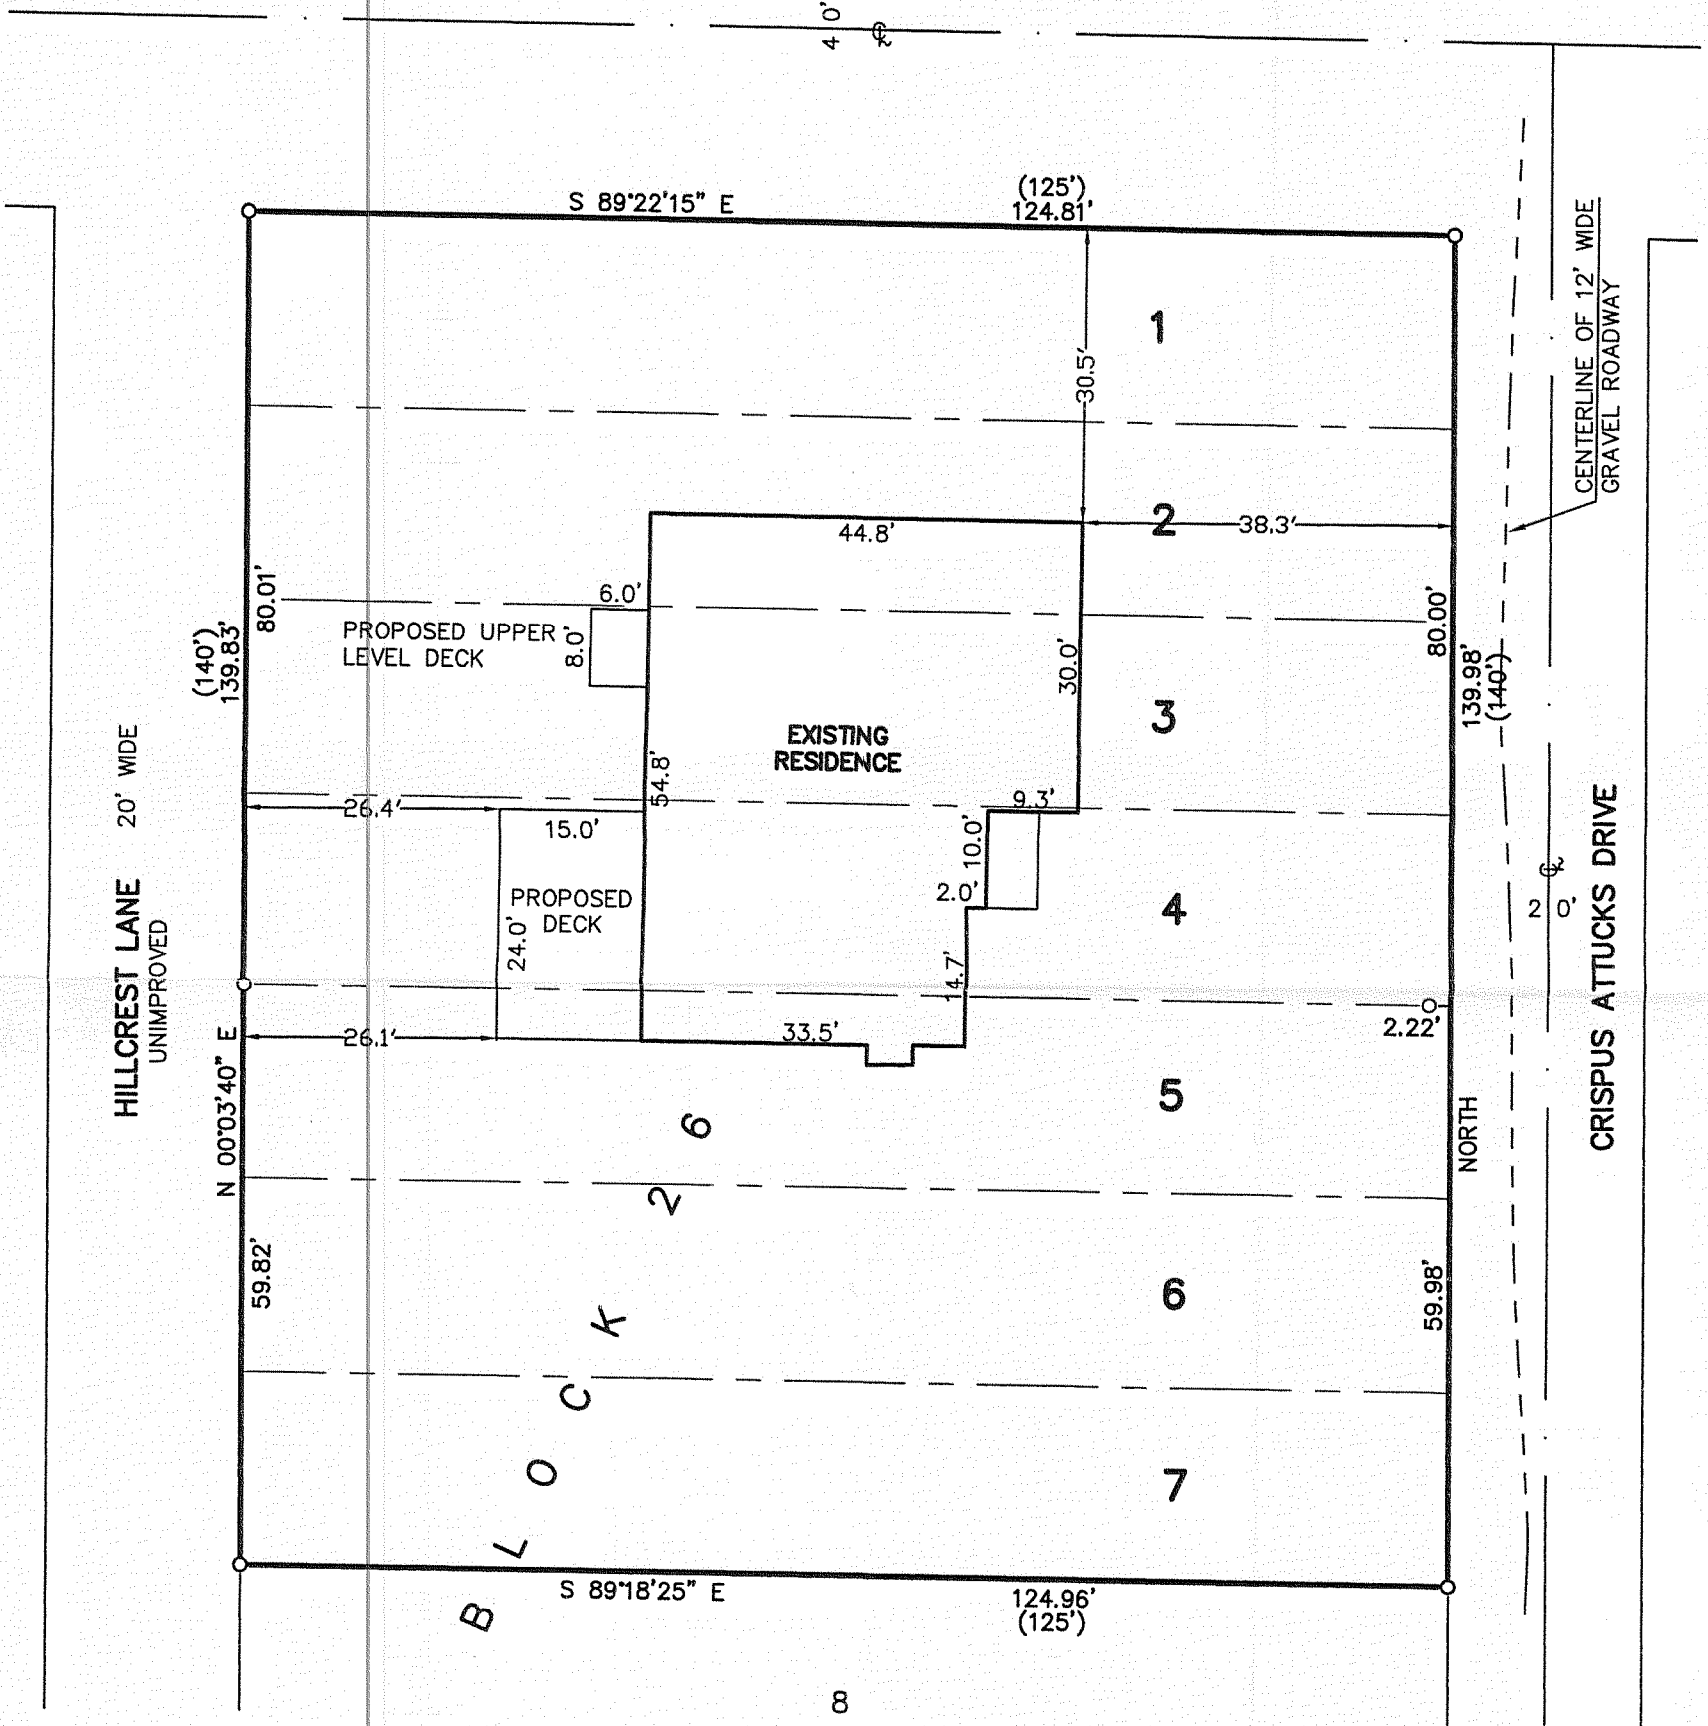 4 0'
℄
(125')
S 89°22'15" E
124.81'
CENTERLINE OF 12' WIDE
GRAVEL ROADWAY
1
30.5'
2
38.3'
44.8'
80.01'
6.0'
PROPOSED UPPER
LEVEL DECK
8.0'
30.0'
80.00'
(140')
139.83'
139.98'
(140')
3
EXISTING
RESIDENCE
54.8'
HILLCREST LANE 20' WIDE
UNIMPROVED
26.4'
15.0'
9.3'
10.0'
2.0'
PROPOSED
DECK
24.0'
14.7'
4
℄
2 0'
CRISPUS ATTUCKS DRIVE
26.1'
33.5'
2.22'
N 00°03'40" E
5
NORTH
59.82'
6
59.98'
7
BLOCK 26
S 89°18'25" E
124.96'
(125')
8